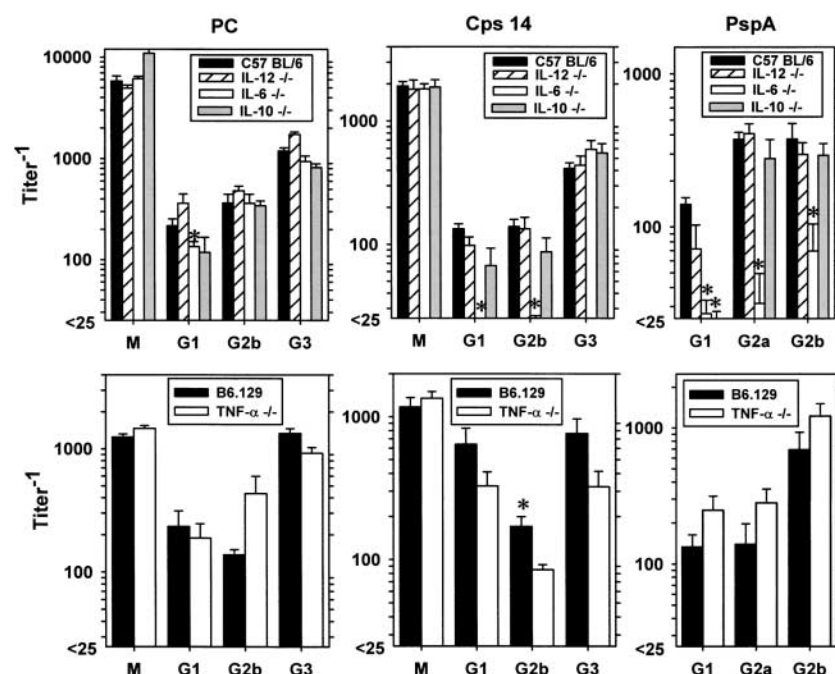 PC
Cps 14
PspA
C57 BL/6
IL-12 -/-
IL-6 -/-
IL-10 -/-
10000
1000
100
<25
Titer-1
*
M G1 G2b G3
C57 BL/6
IL-12 -/-
IL-6 -/-
IL-10 -/-
1000
100
<25
* *
M G1 G2b G3
C57 BL/6
IL-12 -/-
IL-6 -/-
IL-10 -/-
1000
100
<25
* * * *
G1 G2a G2b
B6.129
TNF-α -/-
1000
100
<25
Titer-1
M G1 G2b G3
B6.129
TNF-α -/-
1000
100
<25
*
M G1 G2b G3
B6.129
TNF-α -/-
1000
100
<25
G1 G2a G2b